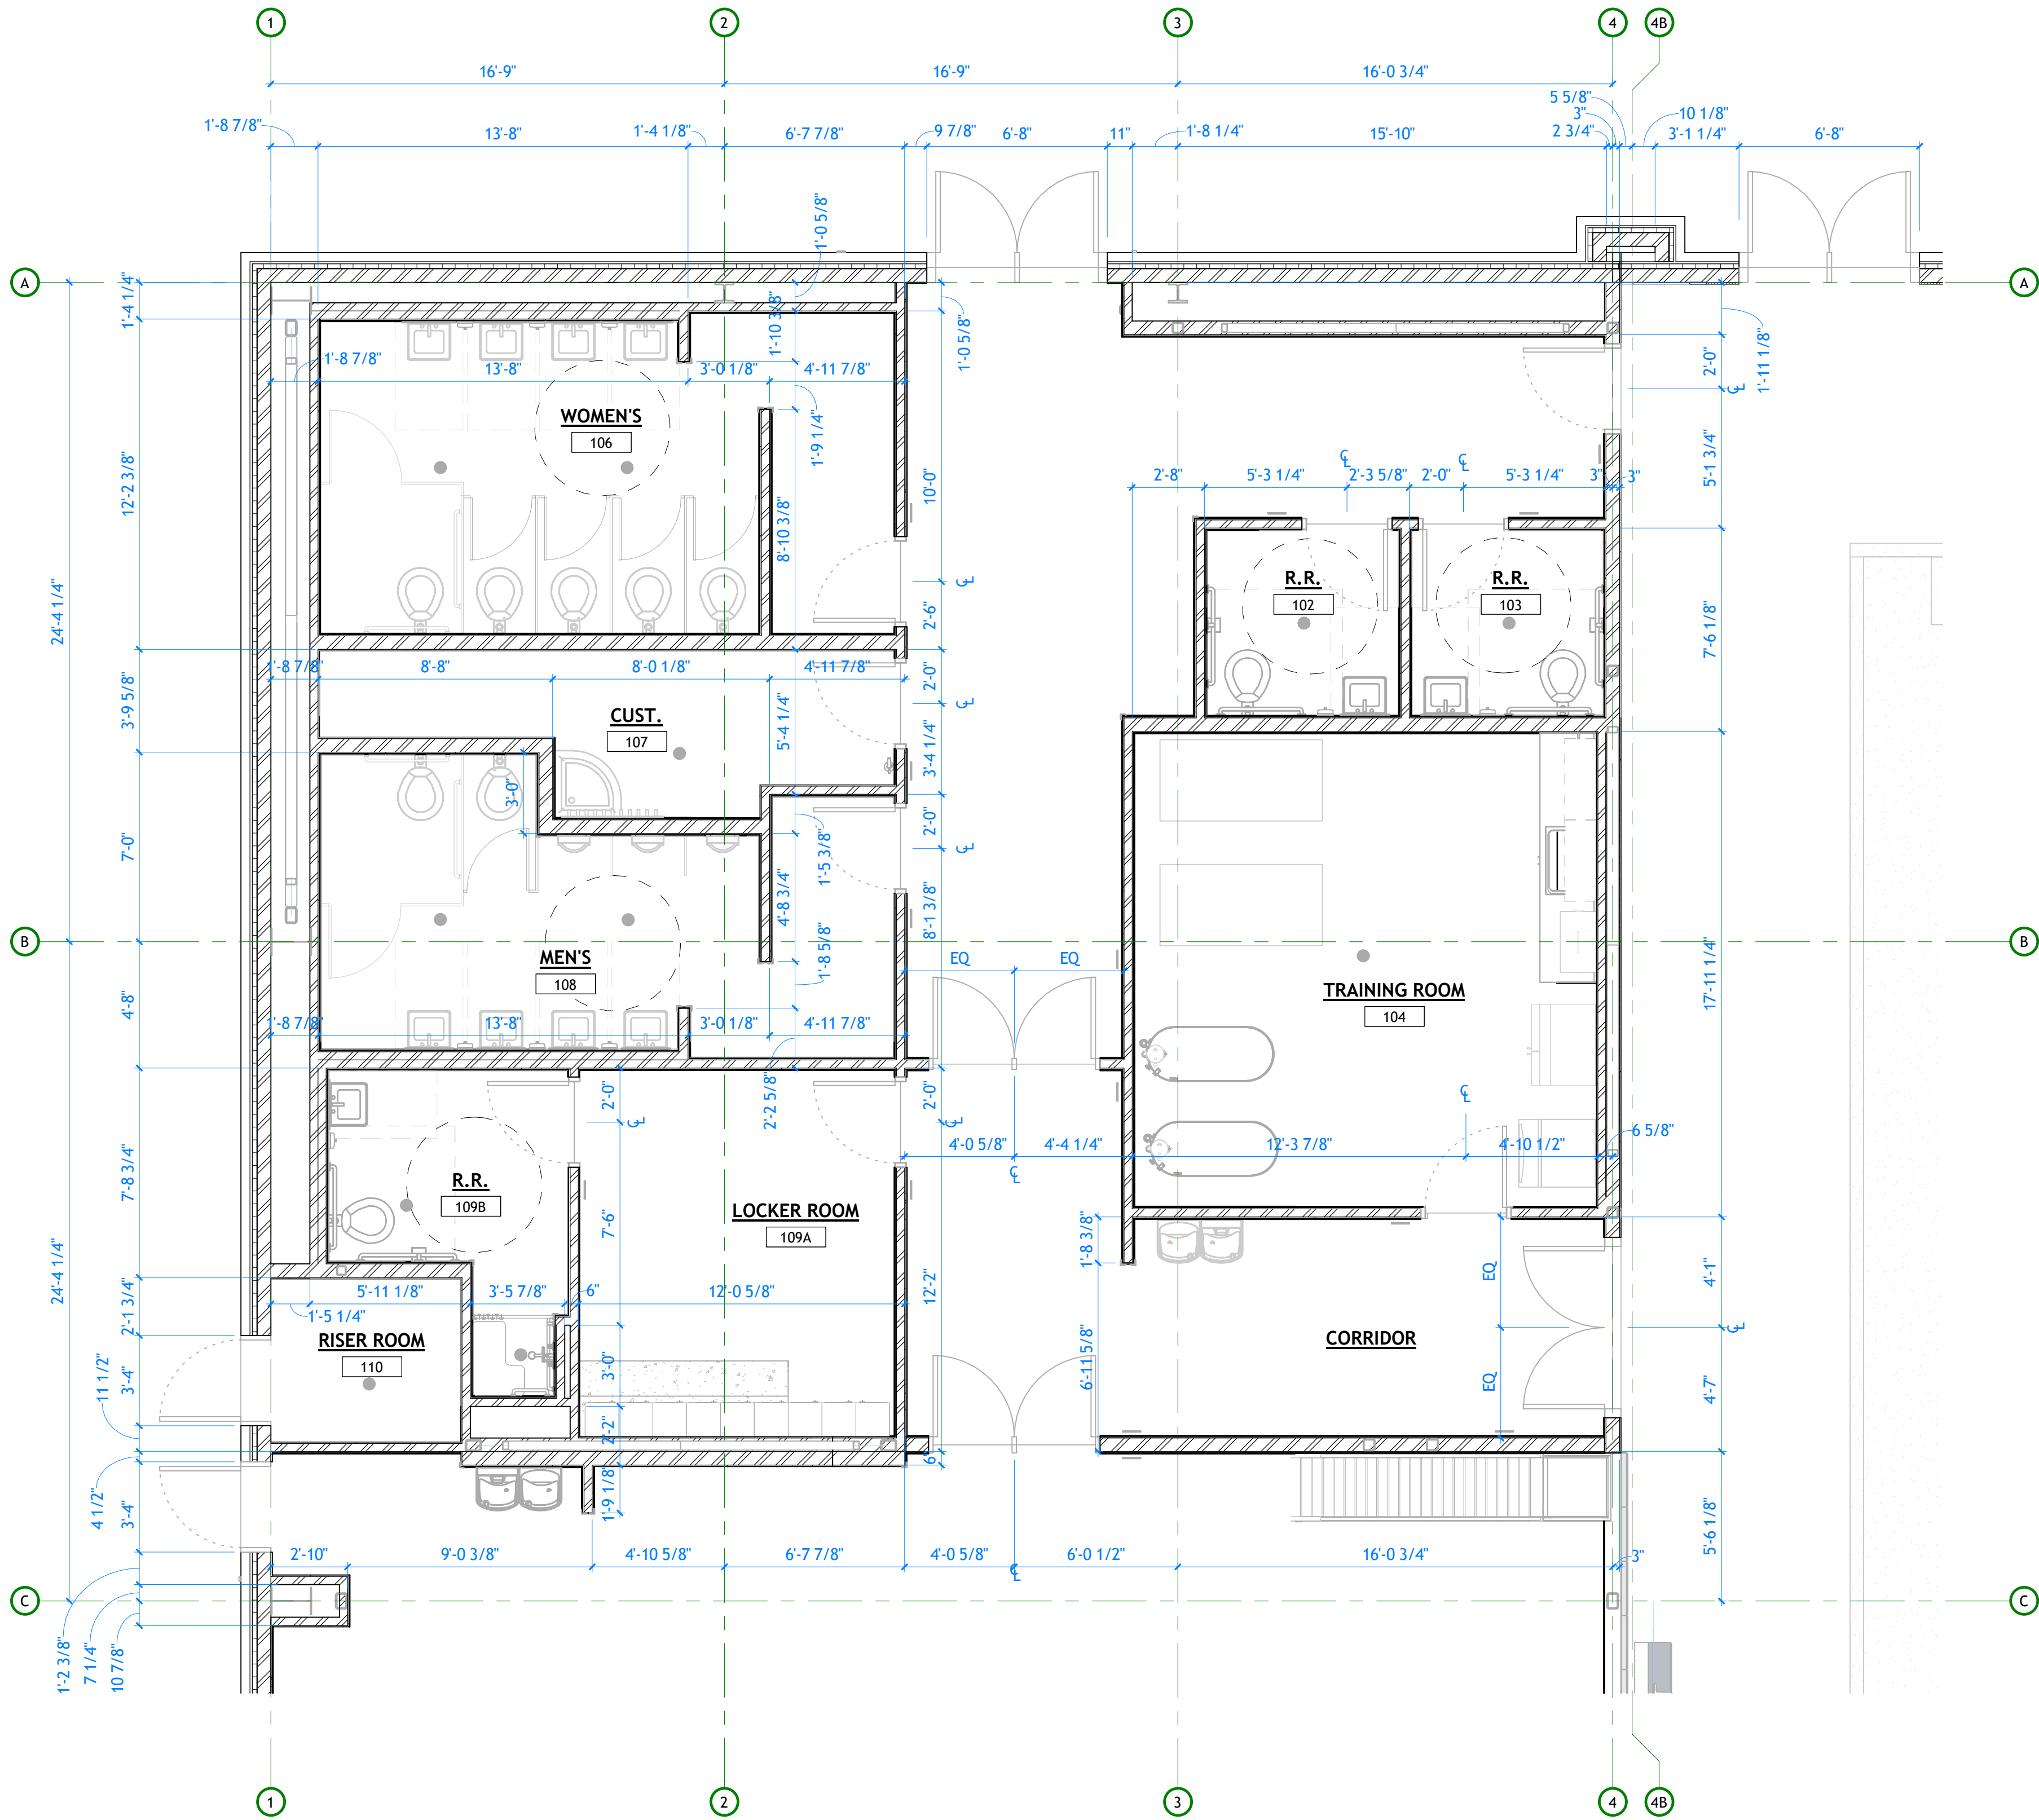 1 2 3 4 4B
16'-9" 16'-9" 16'-0 3/4"
5 5/8"
3" 10 1/8"
1'-8 7/8" 13'-8" 1'-4 1/8" 6'-7 7/8" 9 7/8" 6'-8" 11" 1'-8 1/4" 15'-10" 2 3/4" 3'-1 1/4" 6'-8"
1'-0 5/8"
A A
1'-4 1/4" 1'-10 3/8" 1'-0 5/8" 2'-0" 1'-11 1/8"
1'-8 7/8" 13'-8" 3'-0 1/8" 4'-11 7/8" CL
WOMEN'S
106
1'-9 1/4"
12'-2 3/8" 10'-0" 5'-1 3/4"
CL CL
2'-8" 5'-3 1/4" 2'-3 5/8" 2'-0" 5'-3 1/4" 3" 3"
8'-10 3/8"
R.R. R.R.
102 103
CL
24'-4 1/4" 2'-6" 7'-6 1/8"
1'-8 7/8" 8'-8" 8'-0 1/8" 4'-11 7/8" 2'-0"
3'-9 5/8" CL
CUST.
107
5'-4 1/4" 3'-4 1/4"
3'-0"
7'-0" 2'-0"
CL
1'-5 3/8"
4'-8 3/4" 8'-1 3/8"
B B
MEN'S
108
1'-8 5/8" EQ EQ
TRAINING ROOM
104
4'-8" 17'-11 1/4"
1'-8 7/8" 13'-8" 3'-0 1/8" 4'-11 7/8"
2'-0" 2'-2 5/8" 2'-0" CL
CL CL
4'-0 5/8" 4'-4 1/4" 12'-3 7/8" 4'-10 1/2" 6 5/8"
CL
7'-8 3/4"
R.R.
109B
LOCKER ROOM
109A
7'-6" 1'-8 3/8"
24'-4 1/4" 12'-2" EQ 4'-1"
5'-11 1/8" 3'-5 7/8" 6" 12'-0 5/8"
1'-5 1/4"
2'-1 3/4"
RISER ROOM
110
CORRIDOR
CL
11 1/2" 3'-4" 3'-0" 6'-11 5/8" EQ 4'-7"
2'-2" 6"
4 1/2" 3'-4" 1'-9 1/8" 5'-6 1/8"
2'-10" 9'-0 3/8" 4'-10 5/8" 6'-7 7/8" 4'-0 5/8" 6'-0 1/2" 16'-0 3/4" 3"
CL
C C
1'-2 3/8" 7 1/4" 10 7/8"
1 2 3 4 4B